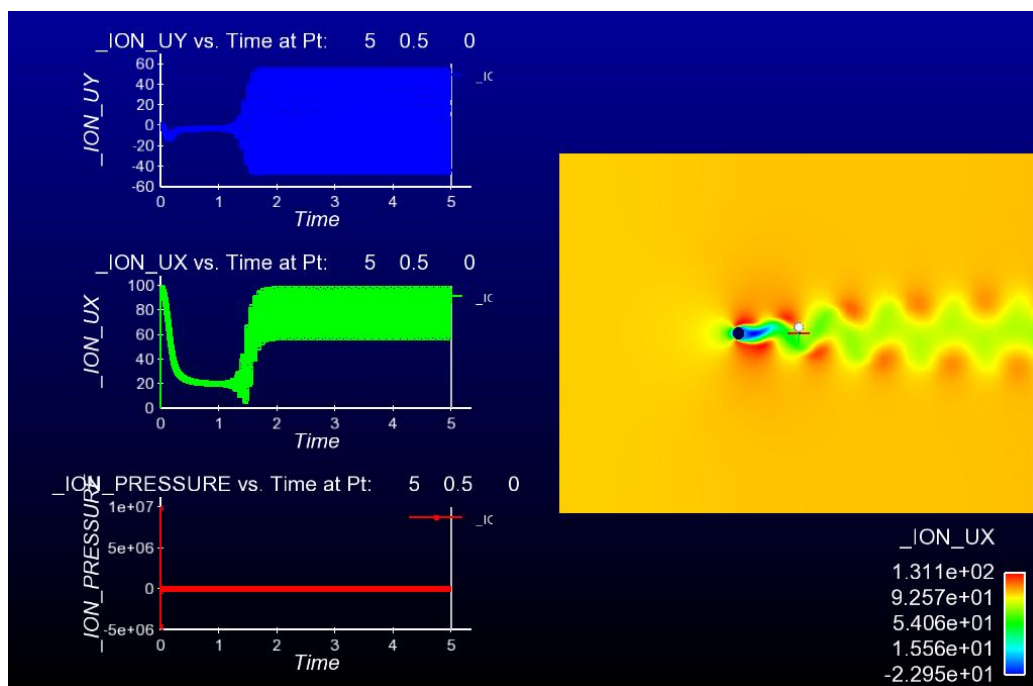 _ION_UY vs. Time at Pt: 5 0.5 0
_ION_UY
60
40
20
0
-20
-40
-60
0 1 2 3 4 5
Time
_IC
_ION_UX vs. Time at Pt: 5 0.5 0
_ION_UX
100
80
60
40
20
0
0 1 2 3 4 5
Time
_IC
_ION_PRESSURE vs. Time at Pt: 5 0.5 0
_ION_PRESSURE
1e+07
5e+06
0
-5e+06
0 1 2 3 4 5
Time
_IC
_ION_UX
1.311e+02
9.257e+01
5.406e+01
1.556e+01
-2.295e+01